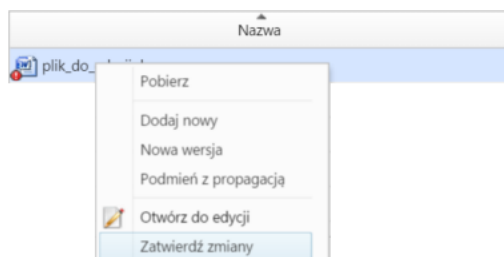 Nazwa
plik_do_
Pobierz
Dodaj nowy
Nowa wersja
Podmień z propagacją
Otwórz do edycji
Zatwierdź zmiany